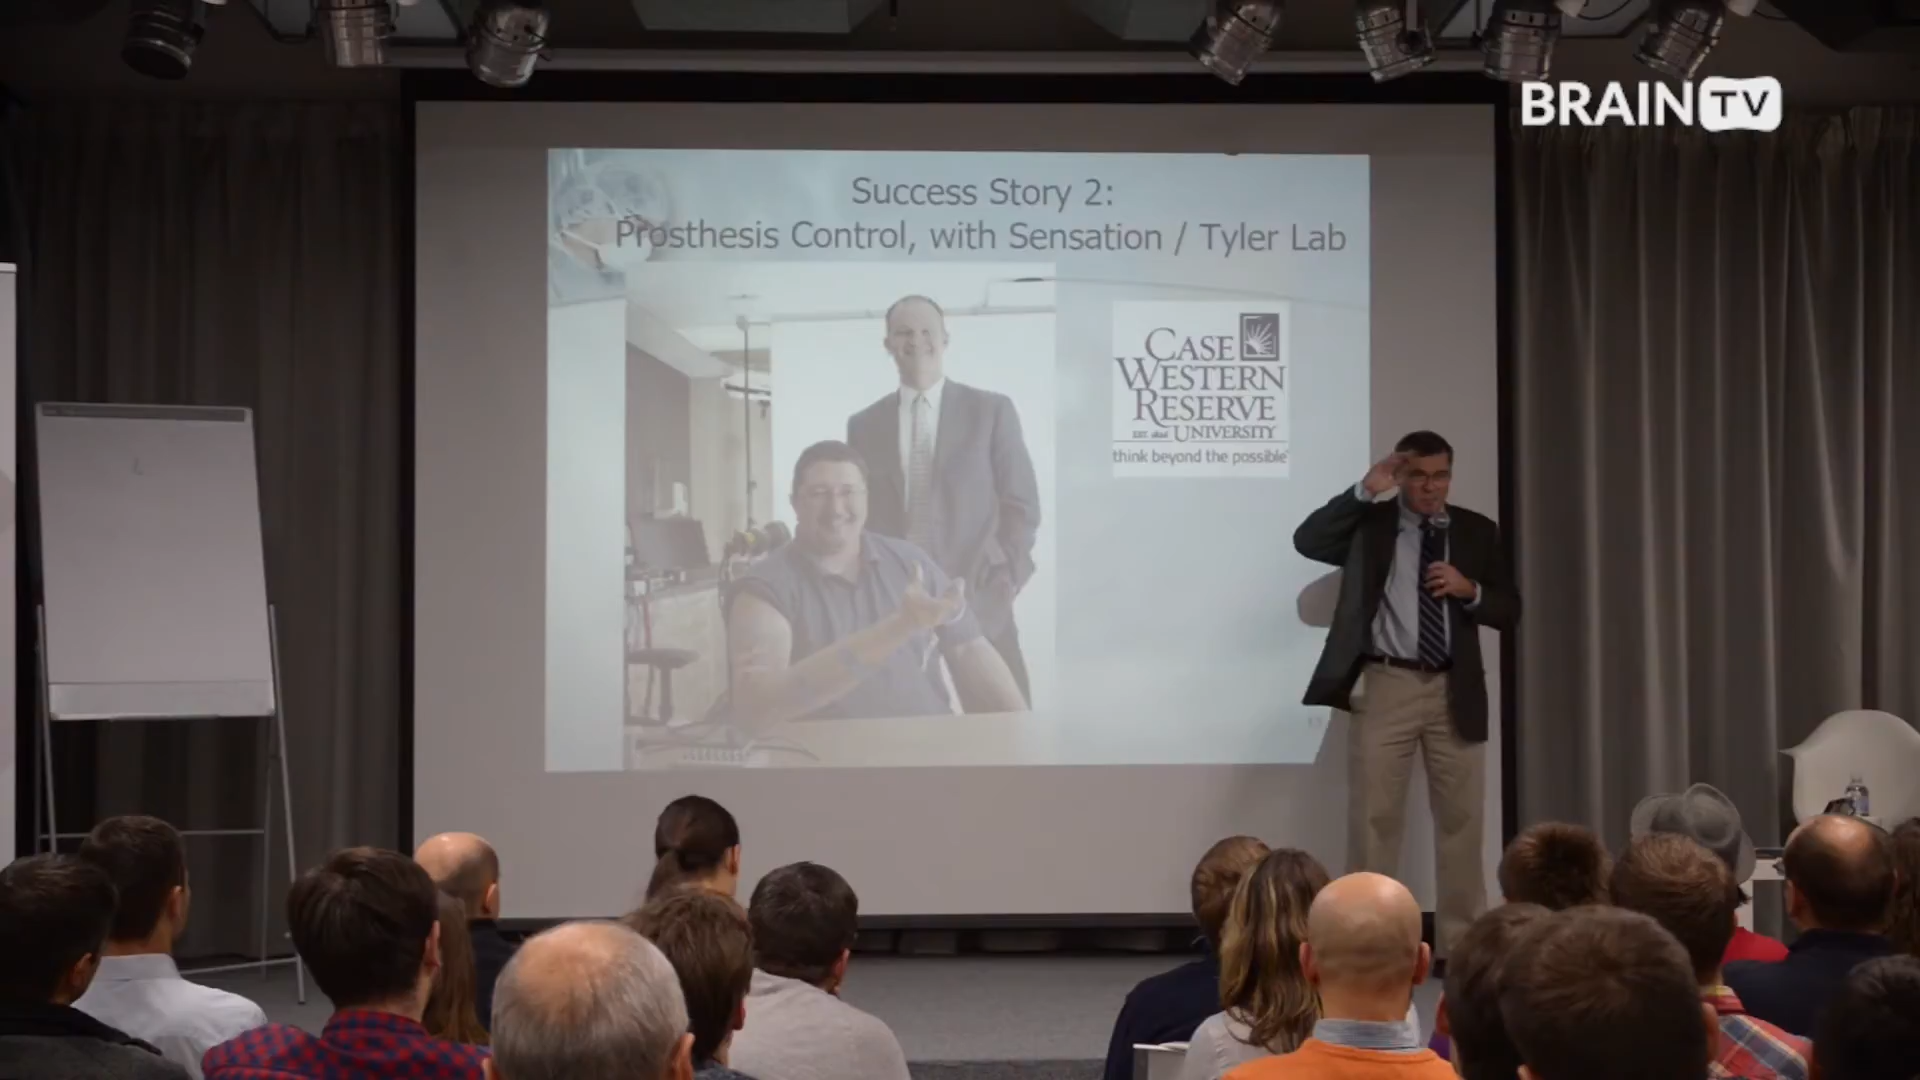 BRAIN TV
Success Story 2:
Prosthesis Control, with Sensation / Tyler Lab
CASE
WESTERN
RESERVE
UNIVERSITY
think beyond the possible